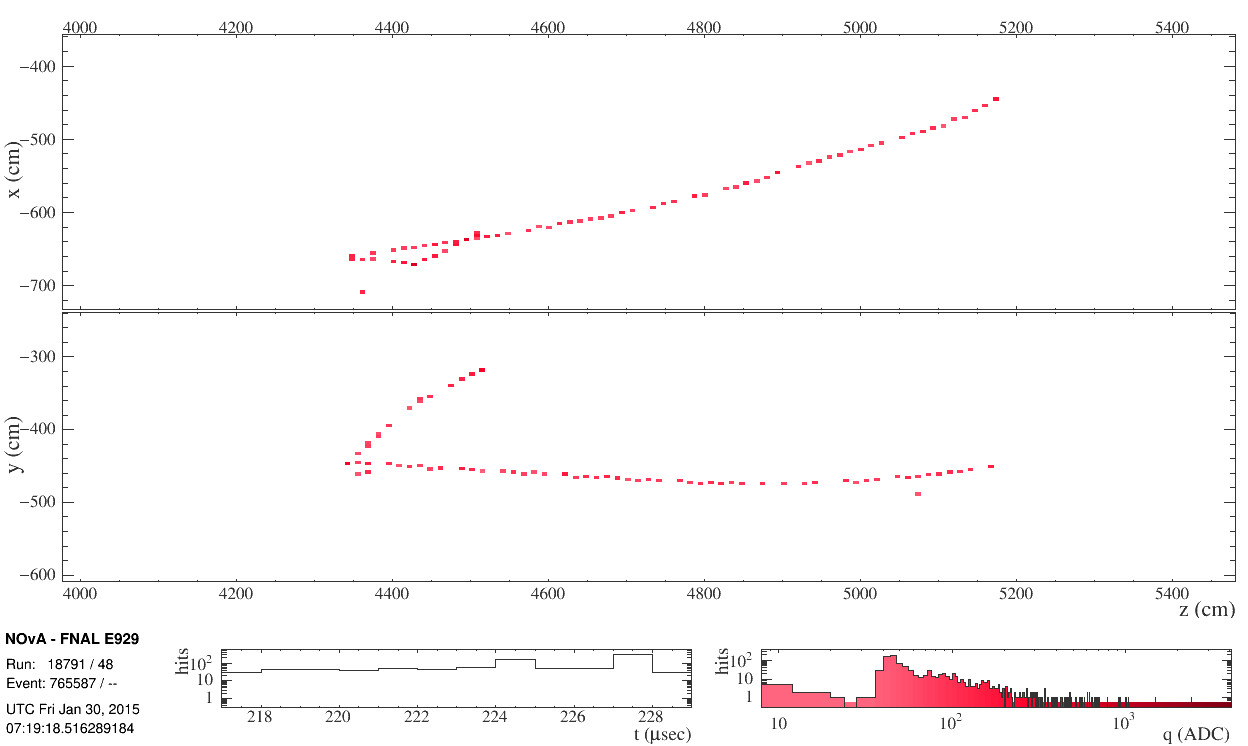 4000 4200 4400 4600 4800 5000 5200 5400
x (cm)
−400
−500
−600
−700
y (cm)
−300
−400
−500
−600
4000 4200 4400 4600 4800 5000 5200 5400
z (cm)
NOvA - FNAL E929
Run: 18791 / 48
Event: 765587 / --
UTC Fri Jan 30, 2015
07:19:18.516289184
hits
10²
10
1
218 220 222 224 226 228
t (μsec)
hits
10²
10
1
10 10² 10³
q (ADC)